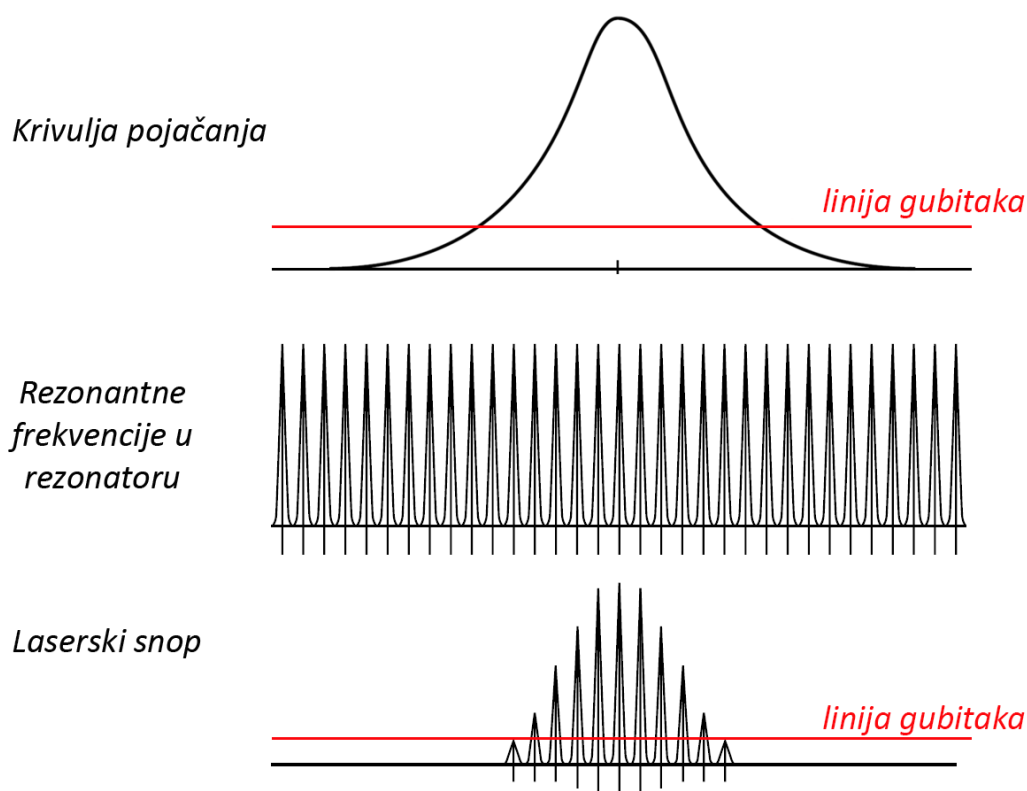 Krivulja pojačanja
linija gubitaka
Rezonantne
frekvencije u
rezonatoru
Laserski snop
linija gubitaka